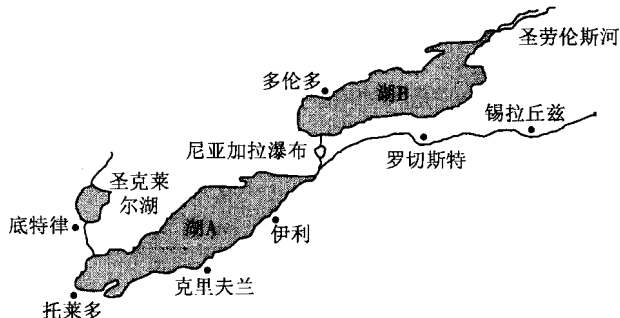 圣劳伦斯河
多伦多
湖B
锡拉丘兹
尼亚加拉瀑布
罗切斯特
圣克莱
尔湖
底特律
湖A
伊利
克里夫兰
托莱多